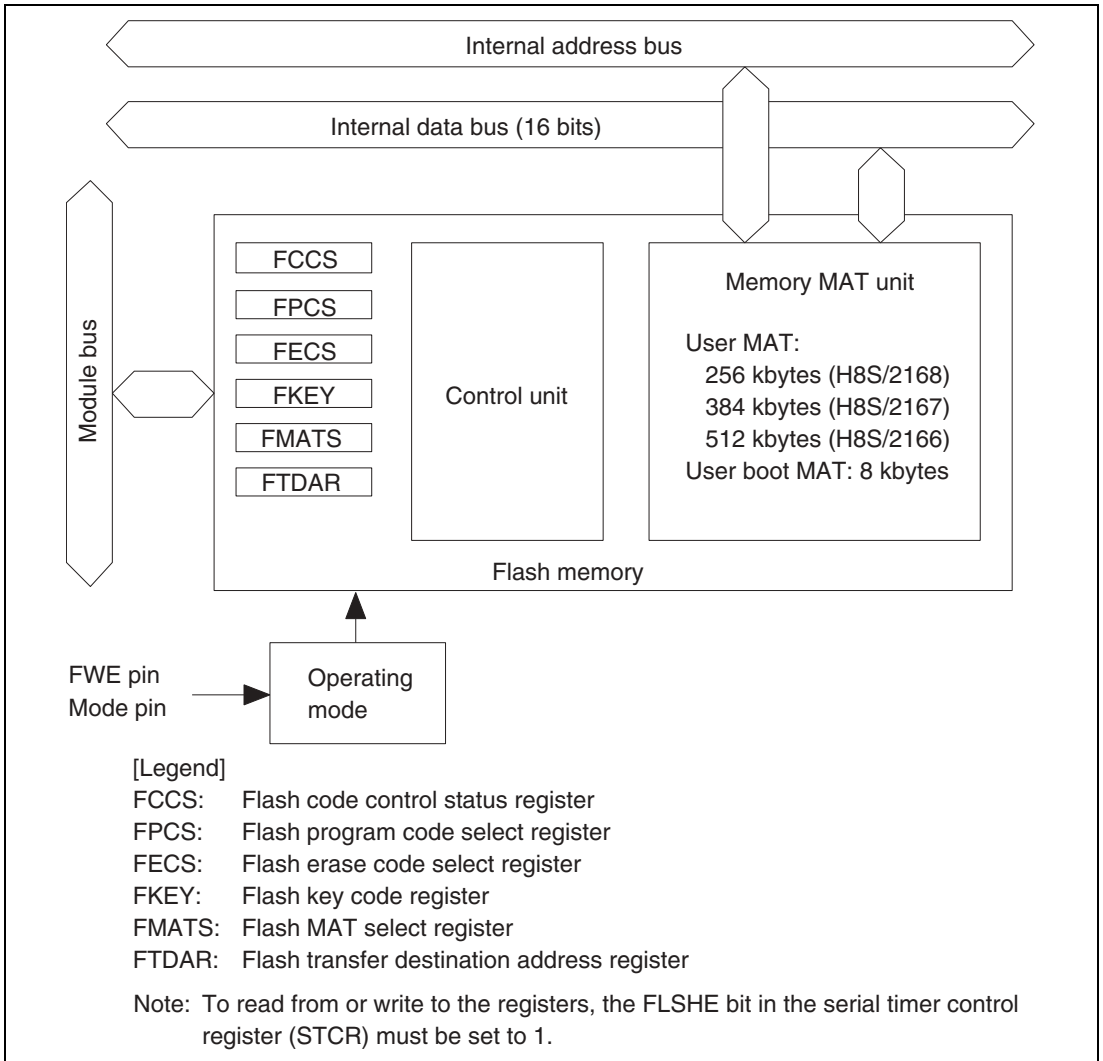 Internal address bus
Internal data bus (16 bits)
Module bus
FCCS
FPCS
FECS
FKEY
FMATS
FTDAR
Control unit
Memory MAT unit
User MAT:
256 kbytes (H8S/2168)
384 kbytes (H8S/2167)
512 kbytes (H8S/2166)
User boot MAT: 8 kbytes
Flash memory
FWE pin
Mode pin
Operating
mode
[Legend]
FCCS: Flash code control status register
FPCS: Flash program code select register
FECS: Flash erase code select register
FKEY: Flash key code register
FMATS: Flash MAT select register
FTDAR: Flash transfer destination address register
Note: To read from or write to the registers, the FLSHE bit in the serial timer control
register (STCR) must be set to 1.